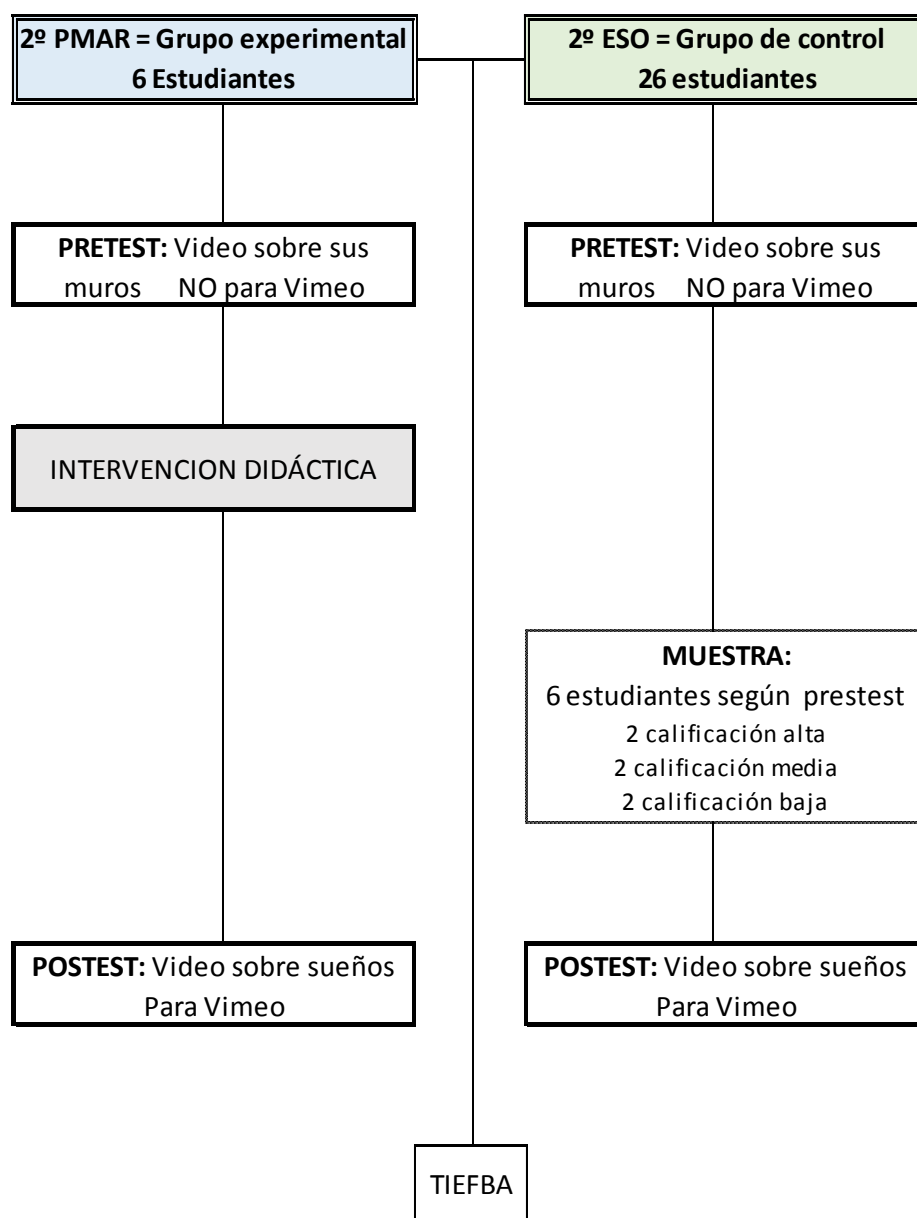 2º PMAR = Grupo experimental
6 Estudiantes
2º ESO = Grupo de control
26 estudiantes
PRETEST: Video sobre sus
muros NO para Vimeo
PRETEST: Video sobre sus
muros NO para Vimeo
INTERVENCION DIDÁCTICA
MUESTRA:
6 estudiantes según prestest
2 calificación alta
2 calificación media
2 calificación baja
POSTEST: Video sobre sueños
Para Vimeo
POSTEST: Video sobre sueños
Para Vimeo
TIEFBA